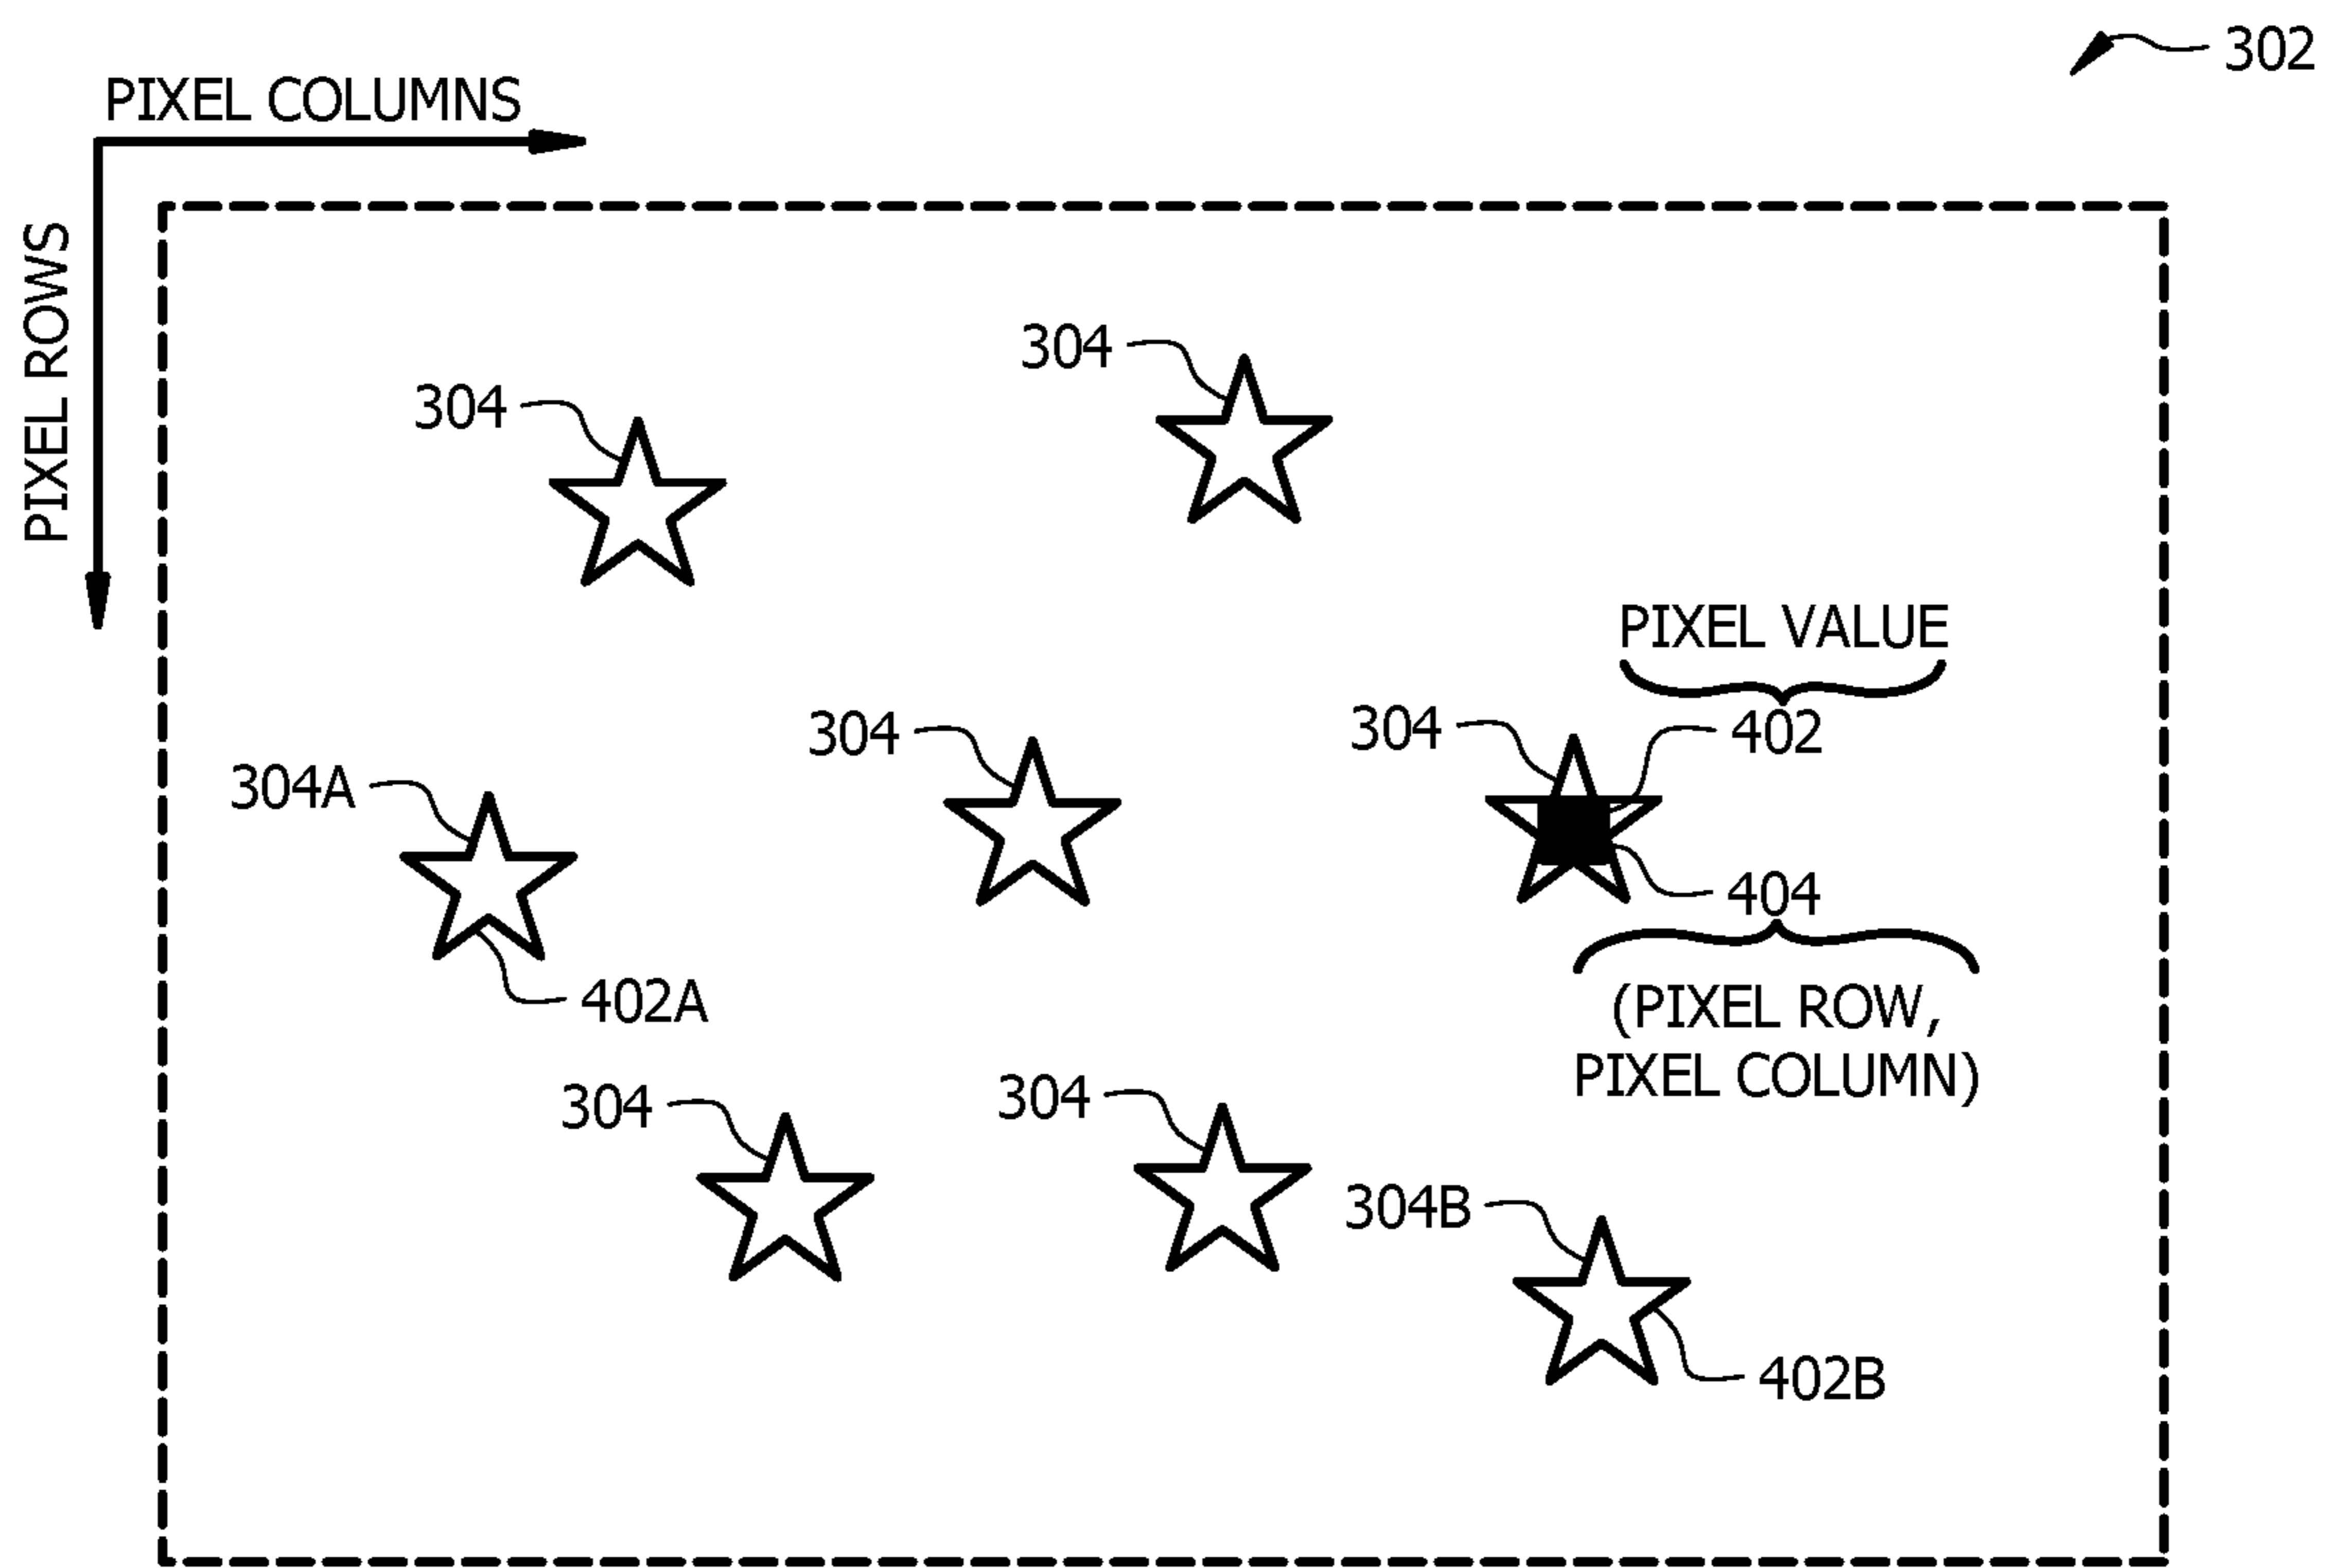 302
PIXEL COLUMNS
PIXEL ROWS
304
304
PIXEL VALUE
304
304
402
304A
404
402A
(PIXEL ROW,
PIXEL COLUMN)
304
304
304B
402B